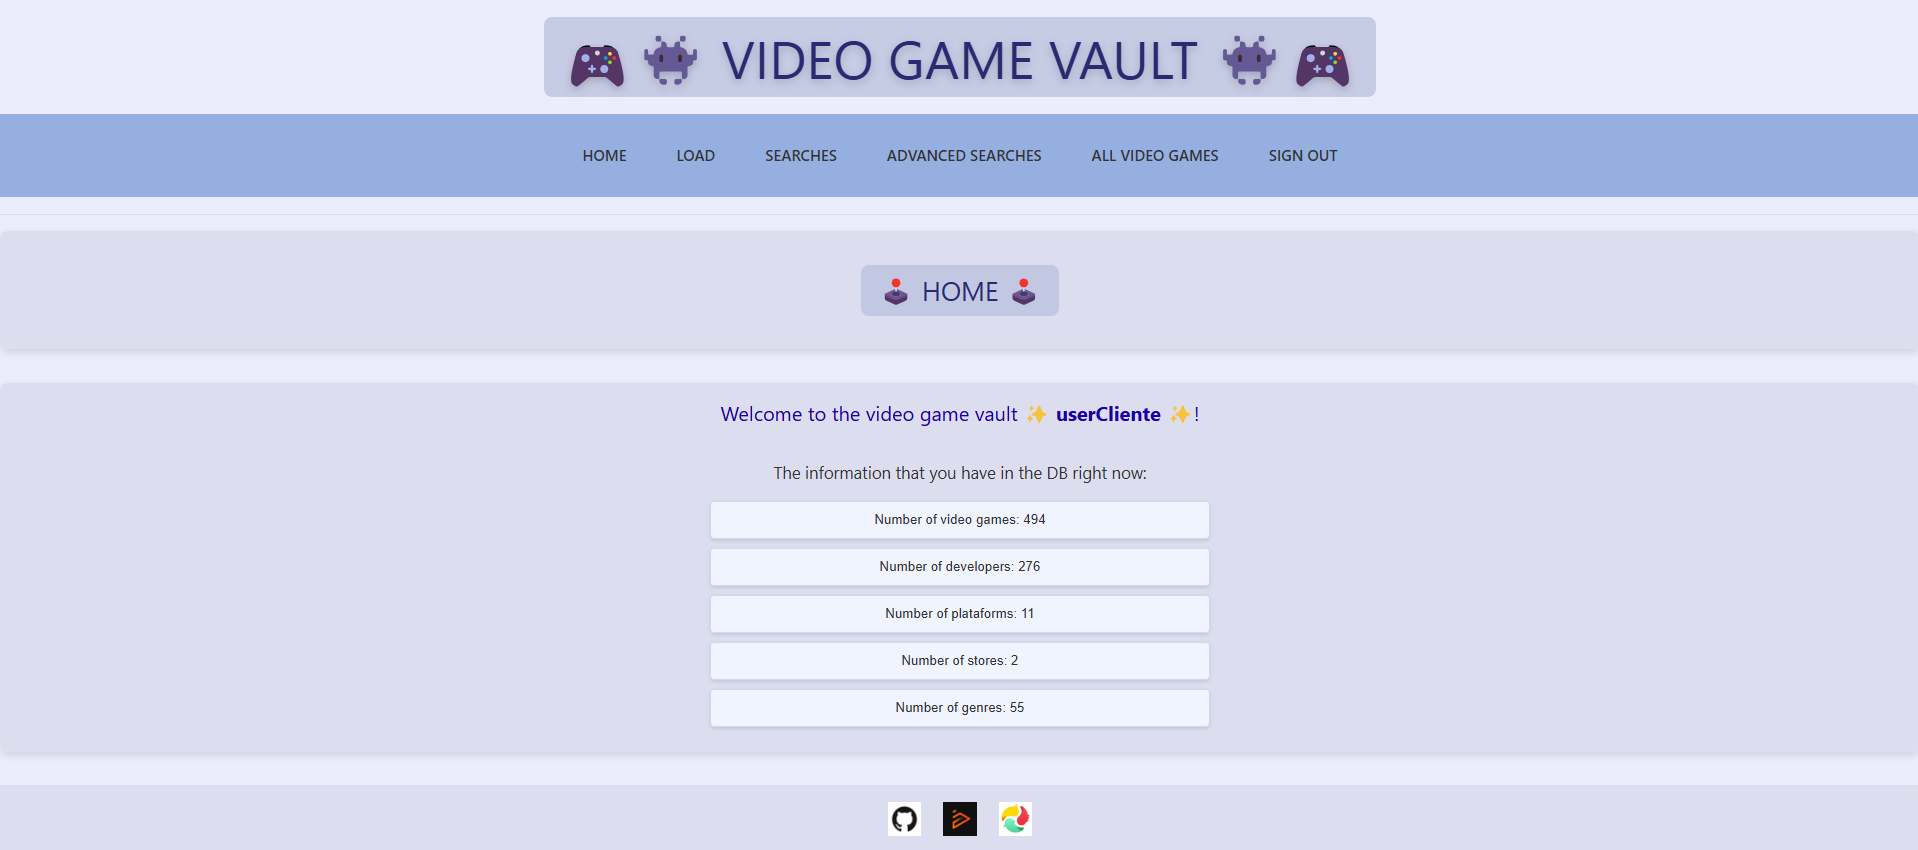 VIDEO GAME VAULT
HOME LOAD SEARCHES ADVANCED SEARCHES ALL VIDEO GAMES SIGN OUT
HOME
Welcome to the video game vault ✨ userCliente ✨!
The information that you have in the DB right now:
Number of video games: 494
Number of developers: 276
Number of plataforms: 11
Number of stores: 2
Number of genres: 55